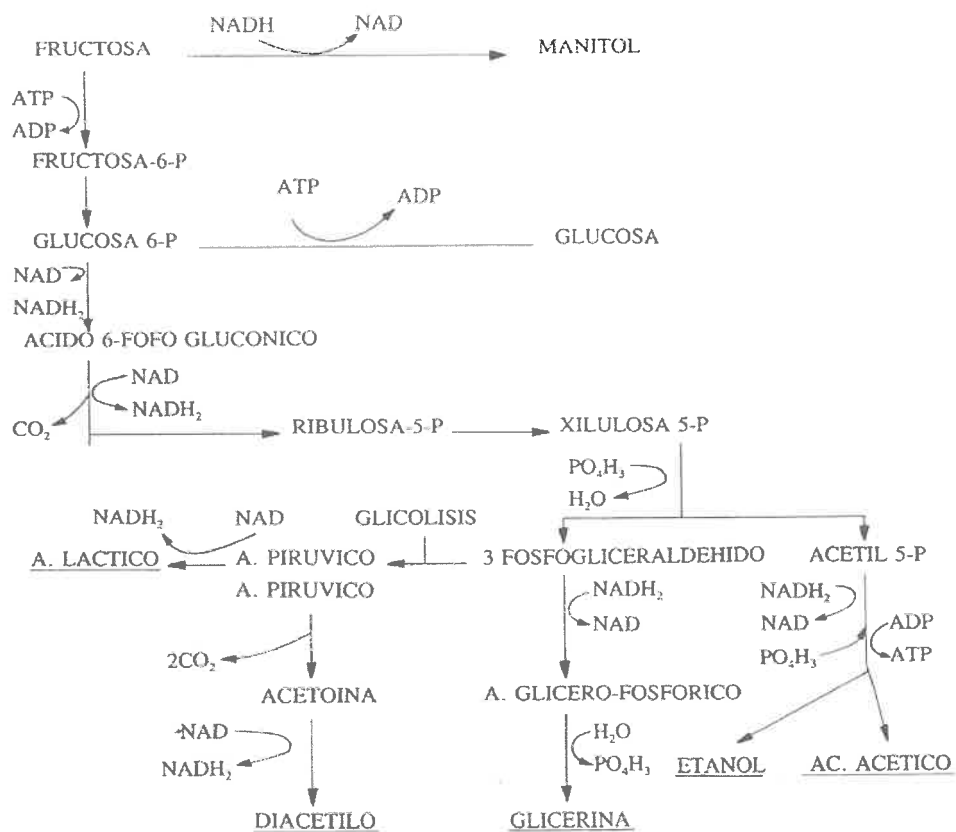 NADH NAD
FRUCTOSA MANITOL
ATP
ADP
FRUCTOSA-6-P
ATP ADP
GLUCOSA 6-P GLUCOSA
NAD
NADH₂
ACIDO 6-FOFO GLUCONICO
NAD
NADH₂
CO₂ RIBULOSA-5-P XILULOSA 5-P
PO₄H₃
H₂O
NADH₂ NAD GLICOLISIS
A. LACTICO A. PIRUVICO 3 FOSFOGLICERALDEHIDO ACETIL 5-P
A. PIRUVICO NADH₂ NADH₂
NAD NAD ADP
2CO₂ PO₄H₃ ATP
ACETOINA A. GLICERO-FOSFORICO
NAD H₂O
NADH₂ PO₄H₃ ETANOL AC. ACETICO
DIACETILO GLICERINA